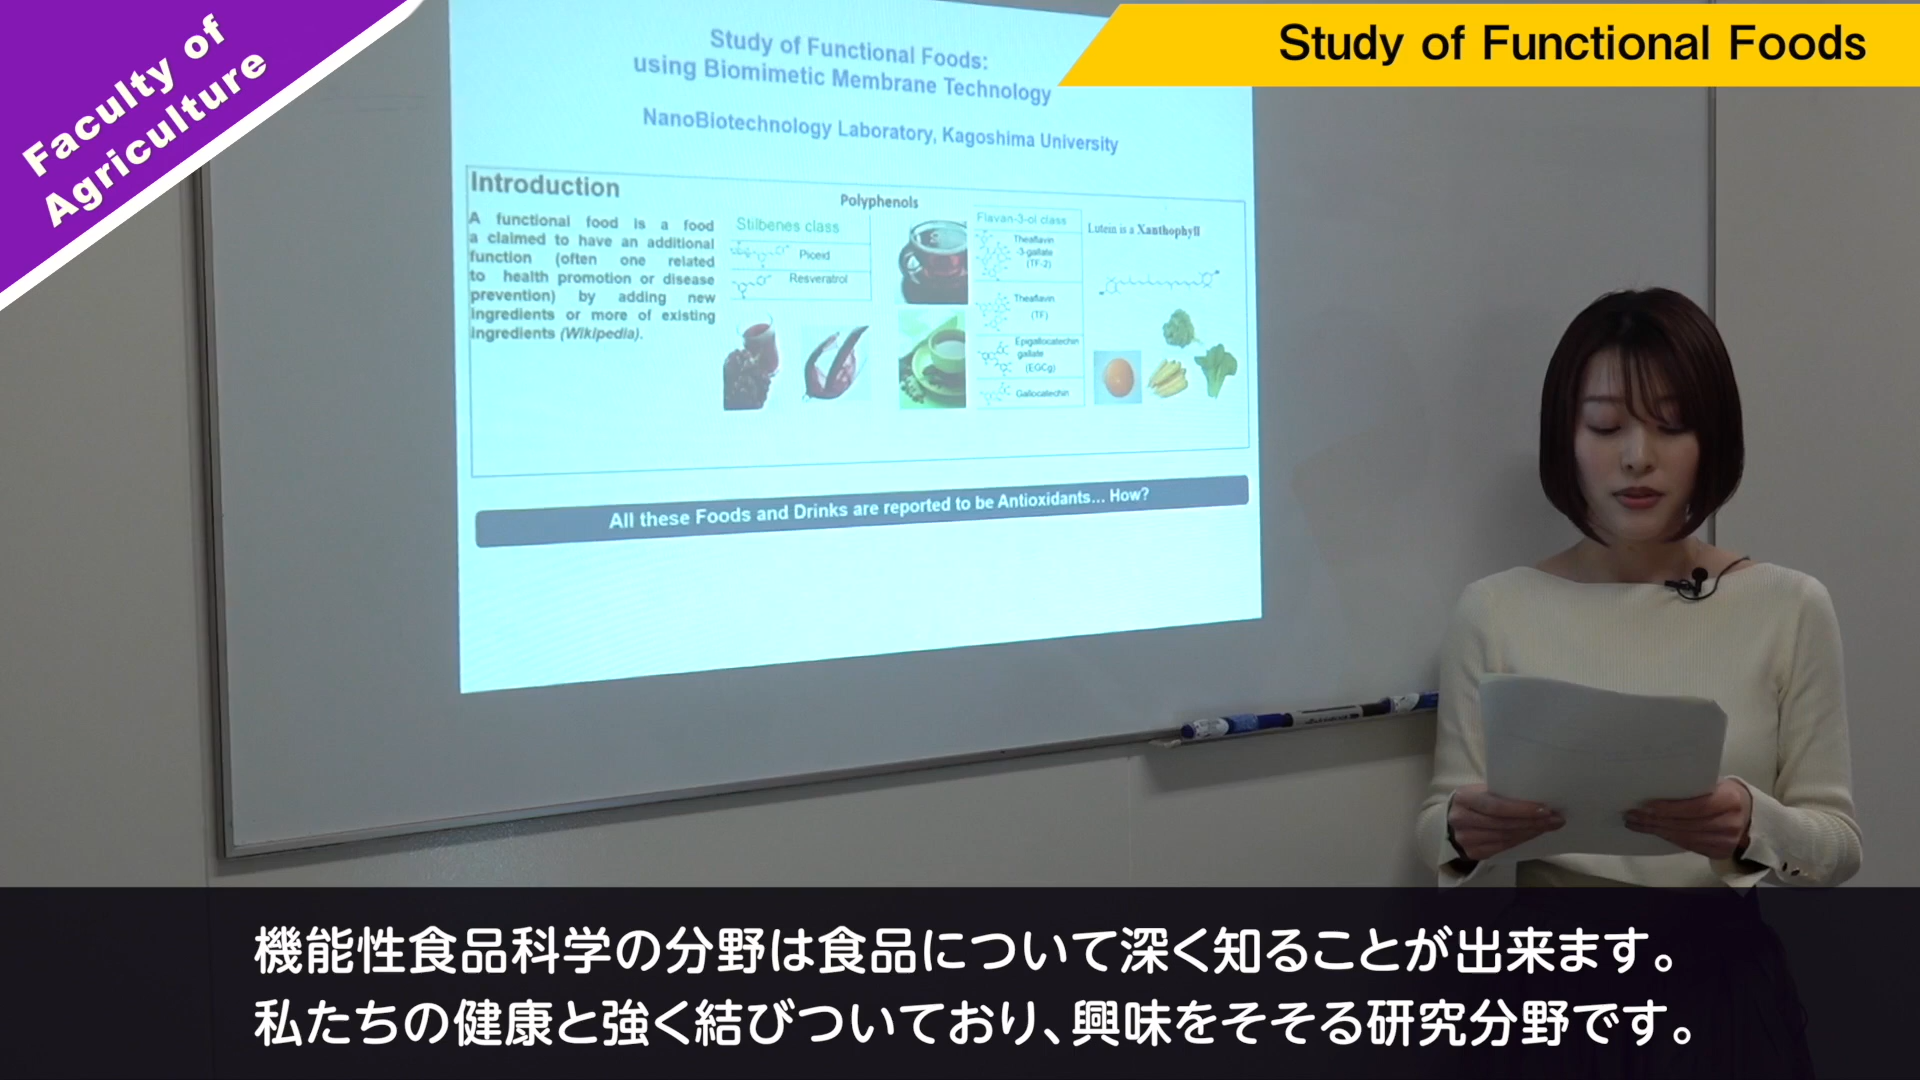 Faculty of
Agriculture
Study of Functional Foods
Study of Functional Foods:
using Biomimetic Membrane Technology
NanoBiotechnology Laboratory, Kagoshima University
Introduction
A functional food is a food
a claimed to have an additional
function (often one related
to health promotion or disease
prevention) by adding new
ingredients or more of existing
ingredients (Wikipedia).
Polyphenols
Stilbenes class
Piceid
Resveratrol
Flavan-3-ol class
Theaflavin
-3-gallate
(TF-2)
Theaflavin
(TF)
Epigallocatechin
gallate
(EGCg)
Gallocatechin
Lutein is a Xanthophyll
All these Foods and Drinks are reported to be Antioxidants... How?
機能性食品科学の分野は食品について深く知ることが出来ます。
私たちの健康と強く結びついており、興味をそそる研究分野です。